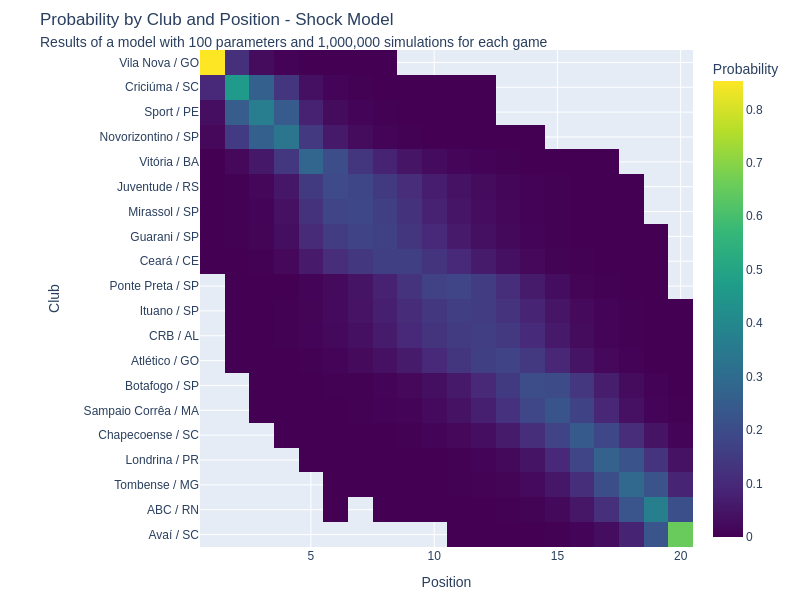 Probability by Club and Position - Shock Model
Results of a model with 100 parameters and 1,000,000 simulations for each game
Probability
Vila Nova / GO
Criciúma / SC
Sport / PE
Novorizontino / SP
Vitória / BA
Juventude / RS
Mirassol / SP
Guarani / SP
Ceará / CE
Ponte Preta / SP
Ituano / SP
CRB / AL
Atlético / GO
Botafogo / SP
Sampaio Corrêa / MA
Chapecoense / SC
Londrina / PR
Tombense / MG
ABC / RN
Avaí / SC
Club
5 10 15 20
Position
0.8
0.7
0.6
0.5
0.4
0.3
0.2
0.1
0